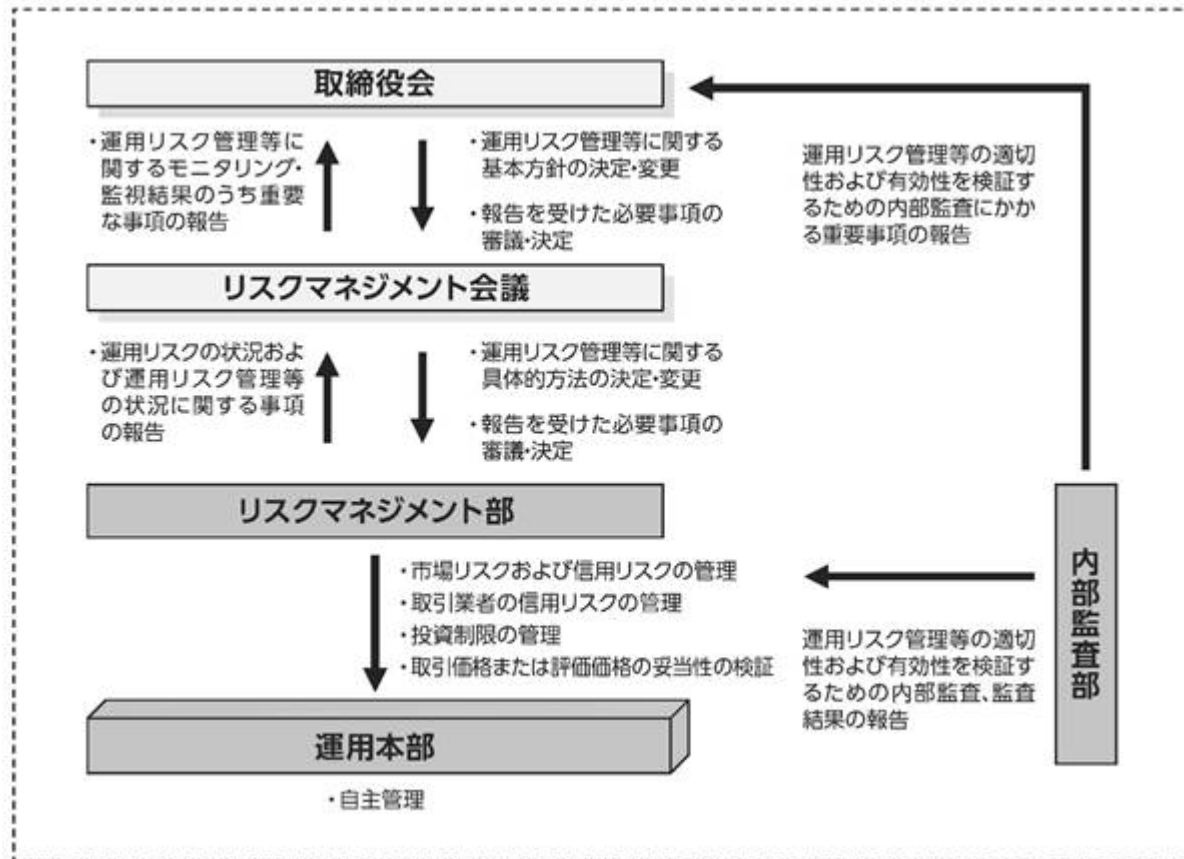 取締役会
・運用リスク管理等に
関するモニタリング・
監視結果のうち重要
な事項の報告
・運用リスク管理等に関する
基本方針の決定・変更
・報告を受けた必要事項の
審議・決定
運用リスク管理等の適切
性および有効性を検証す
るための内部監査にかか
る重要事項の報告
リスクマネジメント会議
・運用リスクの状況およ
び運用リスク管理等
の状況に関する事項
の報告
・運用リスク管理等に関する
具体的方法の決定・変更
・報告を受けた必要事項の
審議・決定
リスクマネジメント部
・市場リスクおよび信用リスクの管理
・取引業者の信用リスクの管理
・投資制限の管理
・取引価格または評価価格の妥当性の検証
運用リスク管理等の適切
性および有効性を検証す
るための内部監査、監査
結果の報告
内部監査部
運用本部
・自主管理